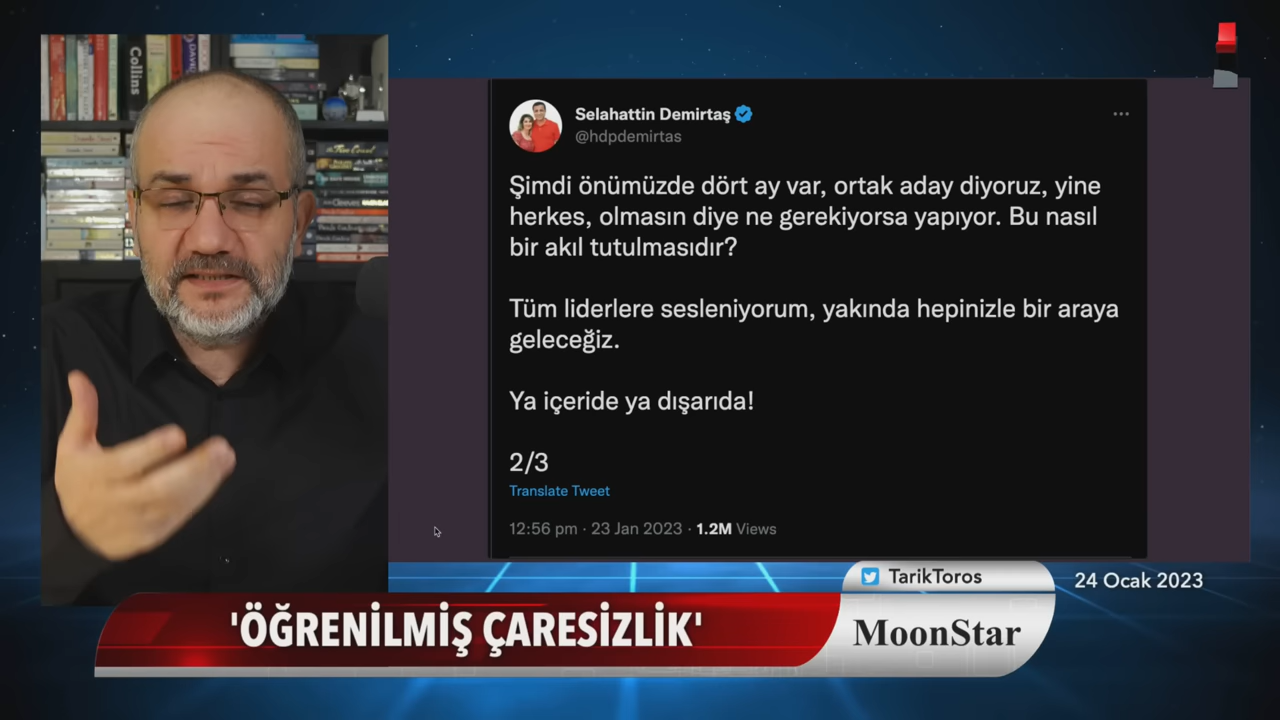 Collins
Selahattin Demirtaş
@hdpdemirtas
Şimdi önümüzde dört ay var, ortak aday diyoruz, yine
herkes, olmasın diye ne gerekiyorsa yapıyor. Bu nasıl
bir akıl tutulmasıdır?
Tüm liderlere sesleniyorum, yakında hepinizle bir araya
geleceğiz.
Ya içeride ya dışarıda!
2/3
Translate Tweet
12:56 pm · 23 Jan 2023 · 1.2M Views
TarikToros
24 Ocak 2023
'ÖĞRENİLMİŞ ÇARESİZLİK'
MoonStar